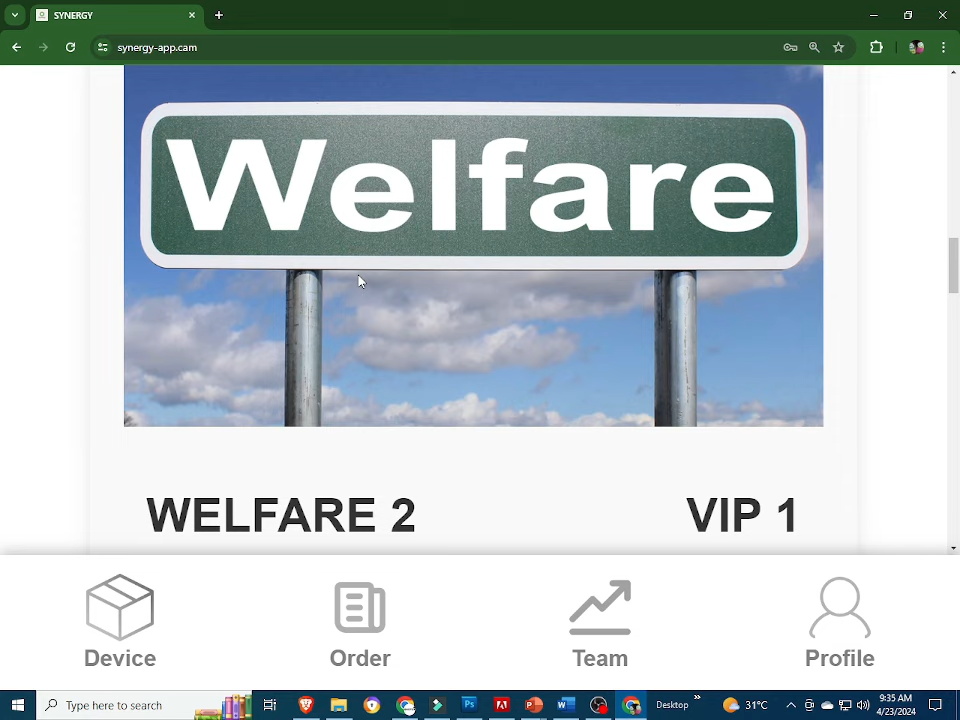 SYNERGY
synergy-app.cam
Welfare
WELFARE 2
VIP 1
Device
Order
Team
Profile
Type here to search
Desktop
31°C
9:35 AM
4/23/2024